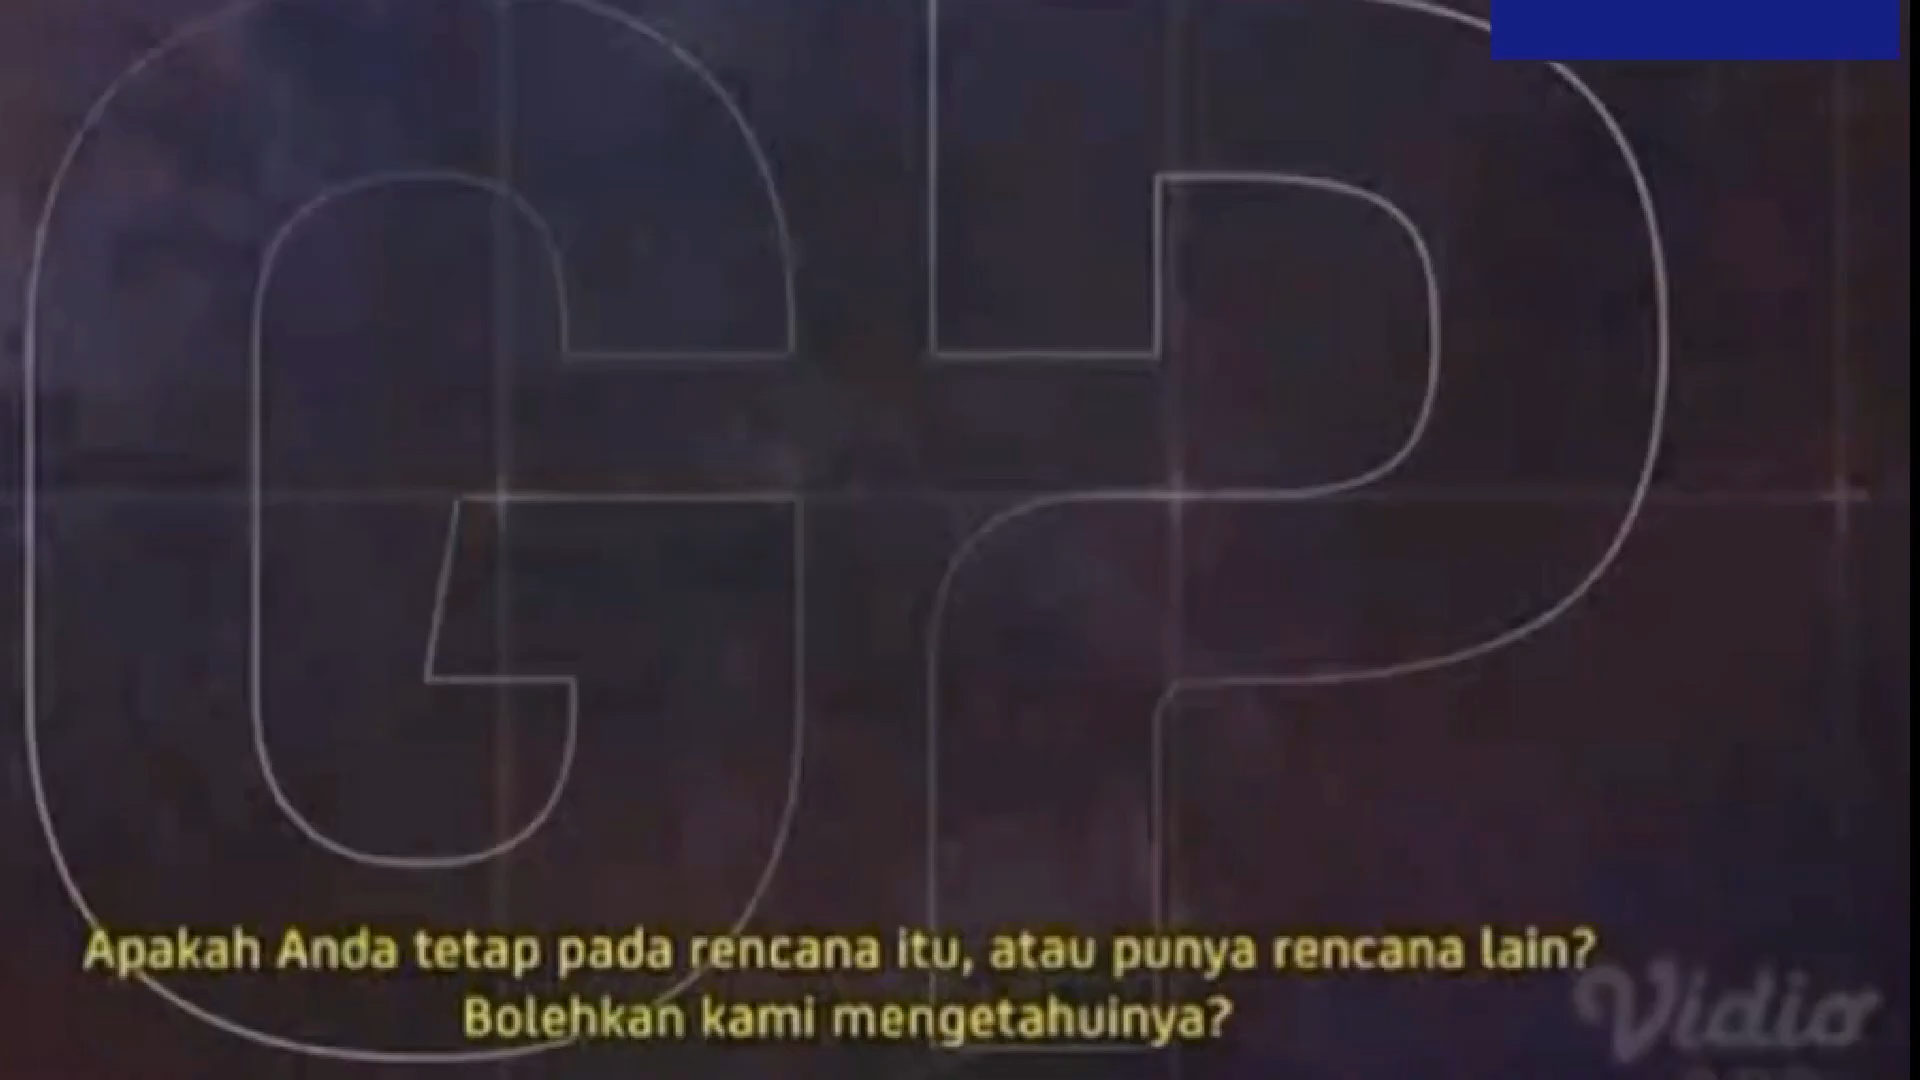 GP
Apakah Anda tetap pada rencana itu, atau punya rencana lain?
Bolehkan kami mengetahuinya?
Vidio